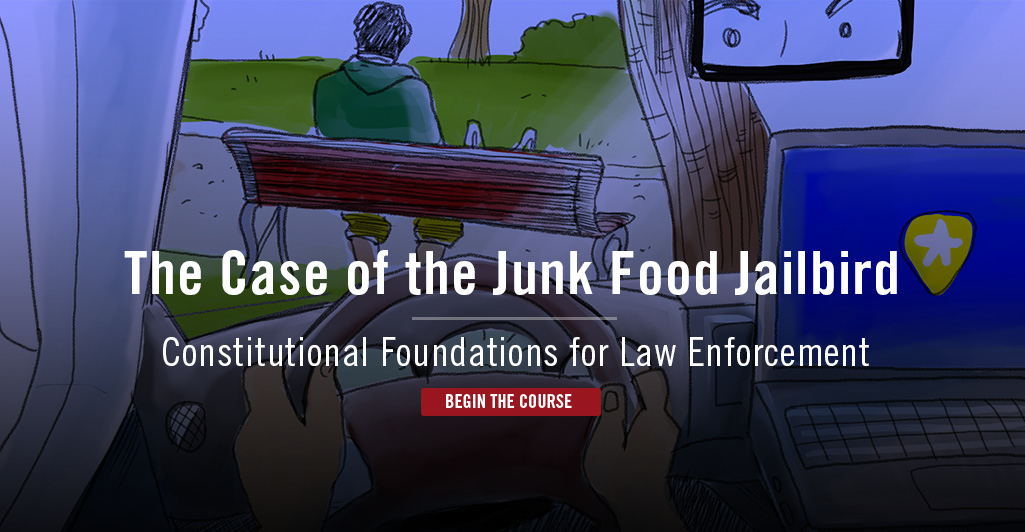 The Case of the Junk Food Jailbird
Constitutional Foundations for Law Enforcement
BEGIN THE COURSE